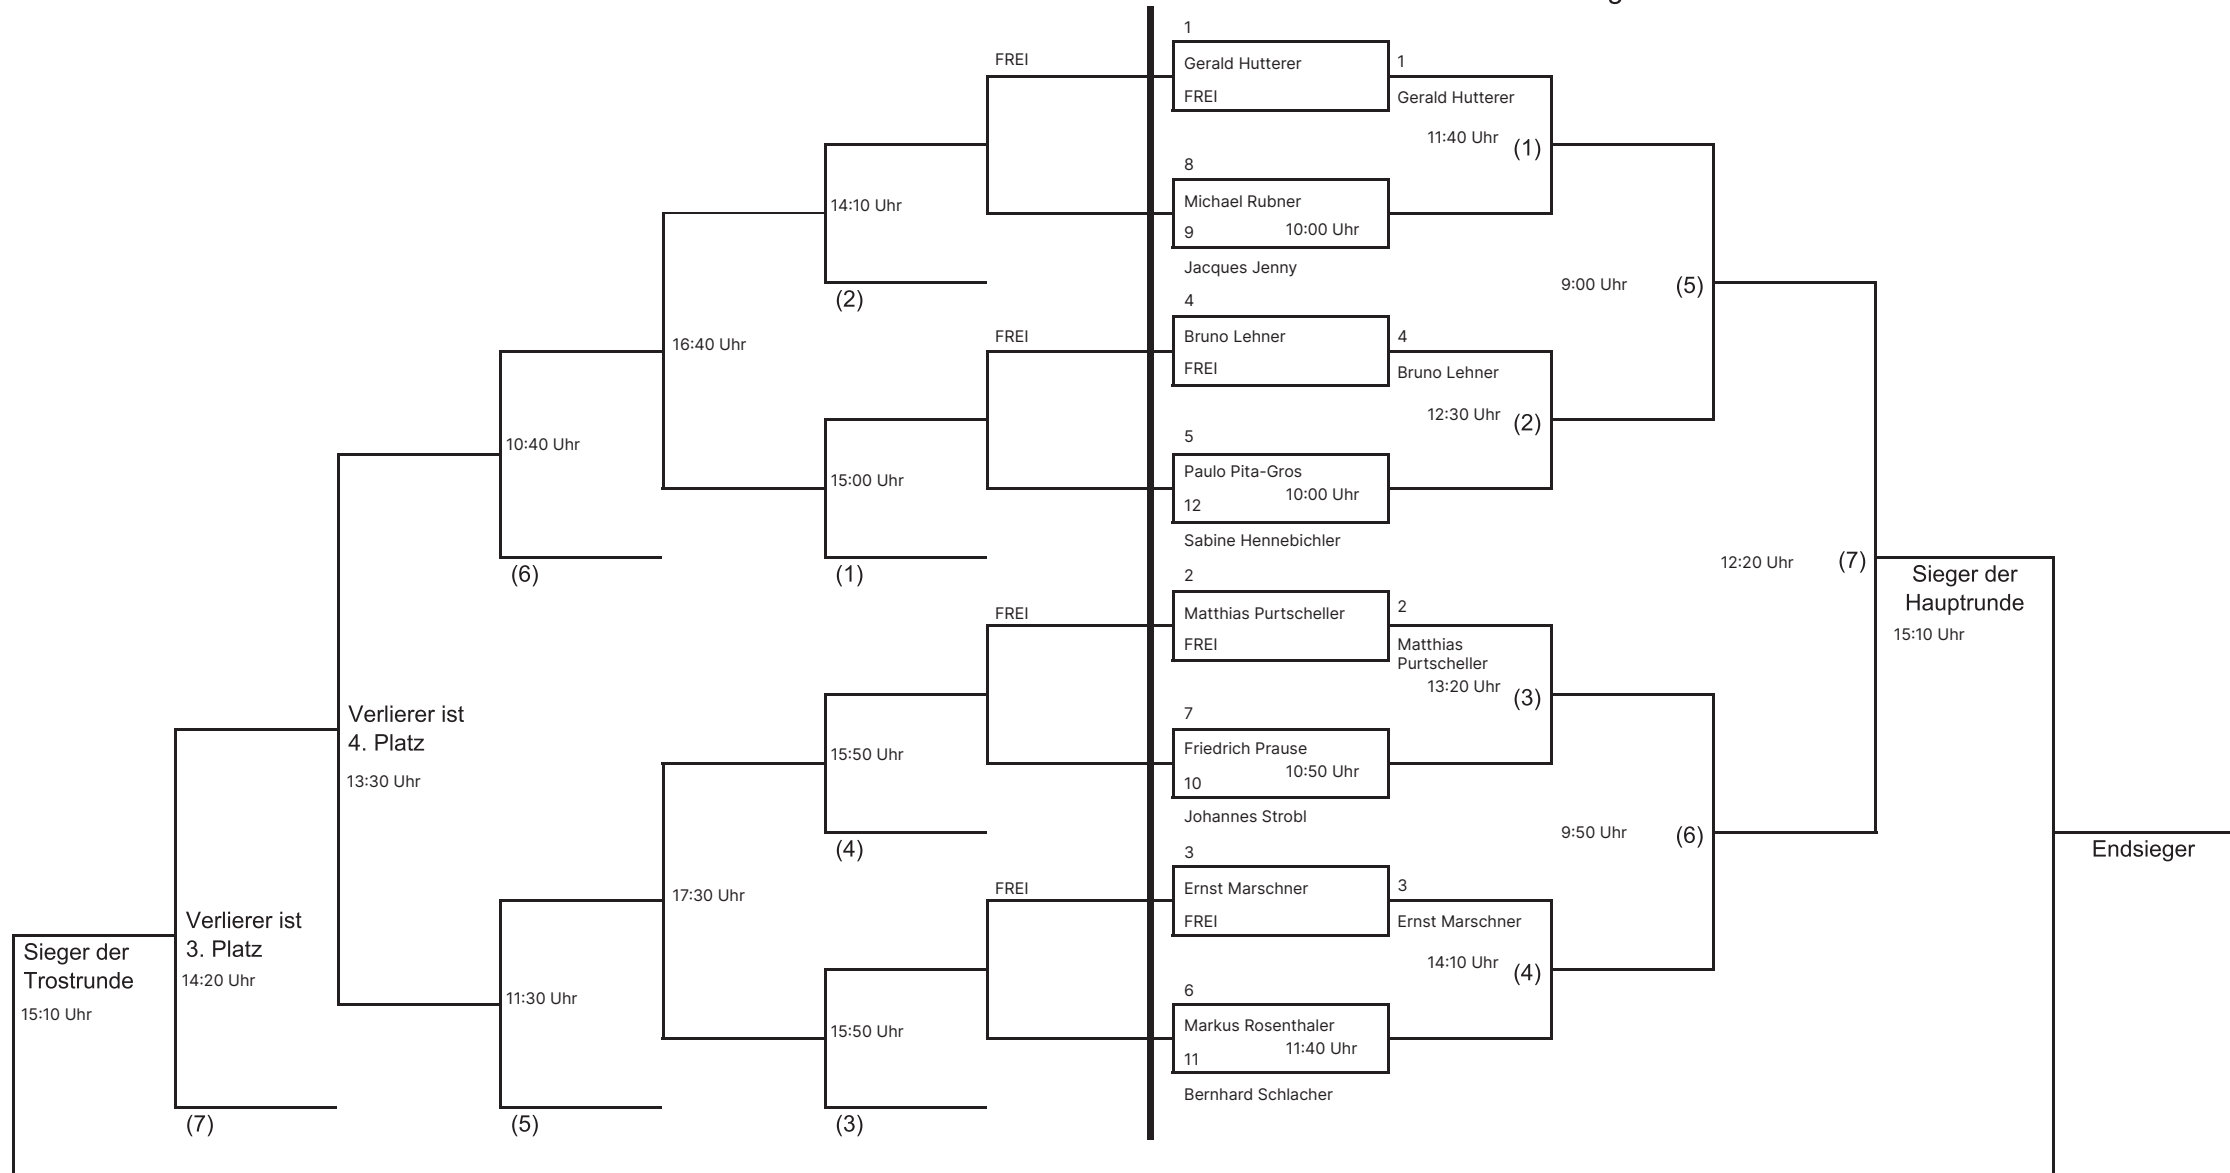 1
FREI
Gerald Hutterer
1
FREI
Gerald Hutterer
11:40 Uhr
(1)
8
14:10 Uhr
Michael Rubner
9
10:00 Uhr
Jacques Jenny
9:00 Uhr
(5)
(2)
4
FREI
Bruno Lehner
4
16:40 Uhr
FREI
Bruno Lehner
12:30 Uhr
(2)
5
10:40 Uhr
15:00 Uhr
Paulo Pita-Gros
10:00 Uhr
12
Sabine Hennebichler
12:20 Uhr
(7)
(6)
(1)
2
Sieger der
Hauptrunde
15:10 Uhr
FREI
Matthias Purtscheller
2
FREI
Matthias
Purtscheller
13:20 Uhr
(3)
Verlierer ist
4. Platz
13:30 Uhr
7
15:50 Uhr
Friedrich Prause
10:50 Uhr
10
Johannes Strobl
9:50 Uhr
(6)
(4)
3
Endsieger
17:30 Uhr
FREI
Ernst Marschner
3
FREI
Ernst Marschner
14:10 Uhr
(4)
Verlierer ist
3. Platz
14:20 Uhr
Sieger der
Trostrunde
15:10 Uhr
11:30 Uhr
6
15:50 Uhr
Markus Rosenthaler
11:40 Uhr
11
Bernhard Schlacher
(7)
(5)
(3)